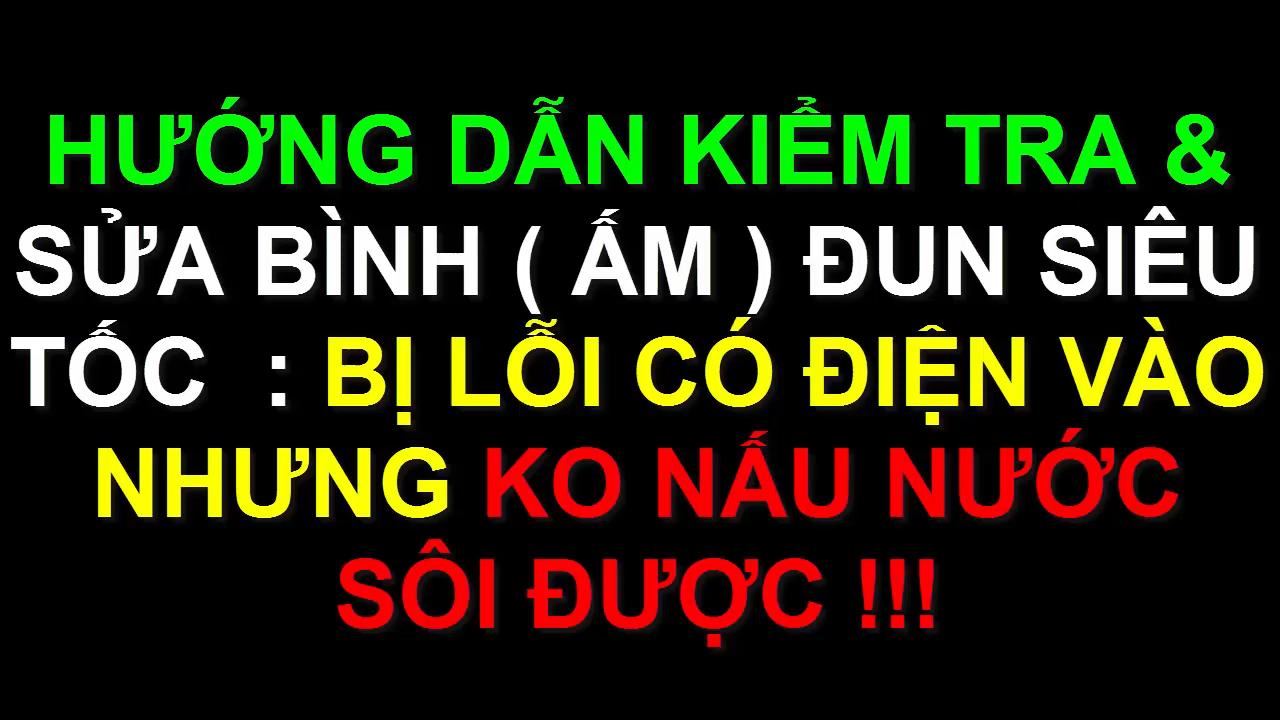 HƯỚNG DẪN KIỂM TRA &
SỬA BÌNH ( ẤM ) ĐUN SIÊU
TỐC : BỊ LỖI CÓ ĐIỆN VÀO
NHƯNG KO NẤU NƯỚC
SÔI ĐƯỢC !!!